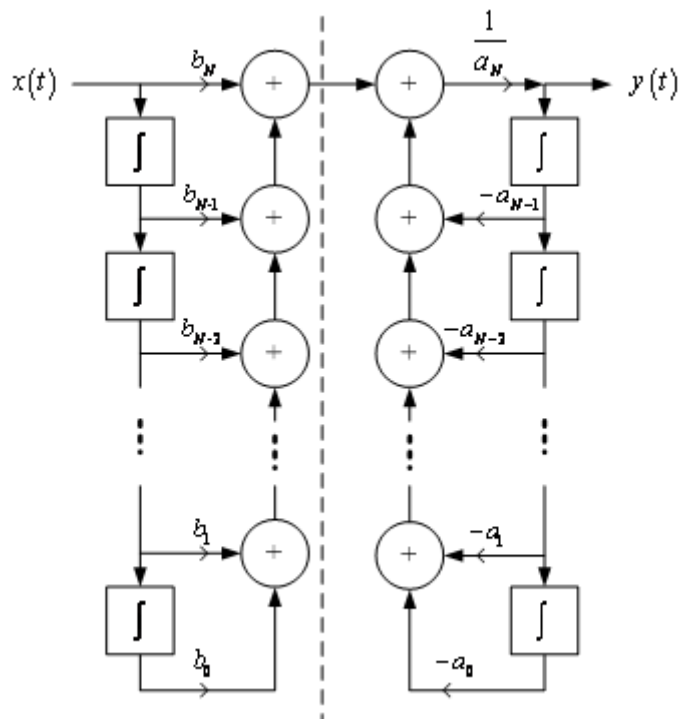 x(t) b_N + + 1/a_N y(t)
∫ ∫
b_{N-1} + + -a_{N-1}
∫ ∫
b_{N-2} + + -a_{N-2}
b_1 + + -a_1
∫ ∫
b_0 -a_0